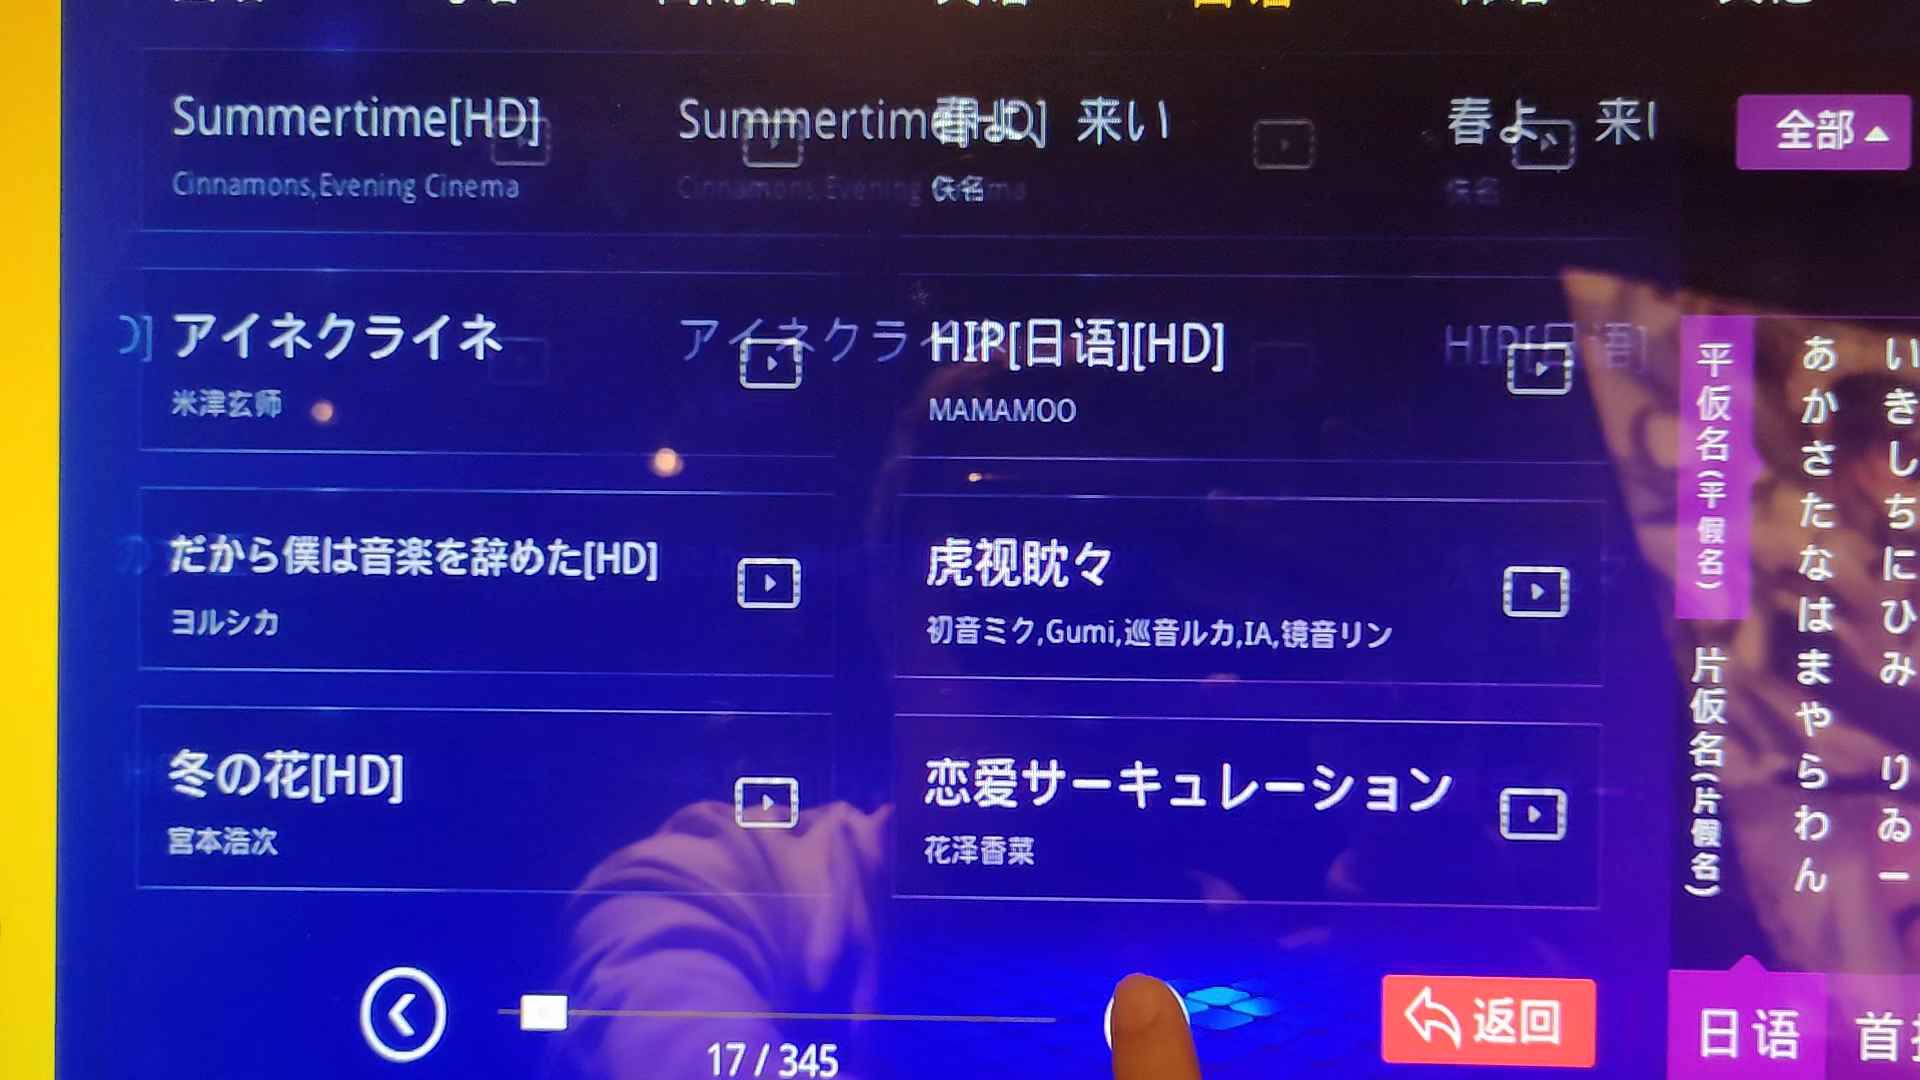 Summertime[HD]
Cinnamons,Evening Cinema
春よ、来い
佚名
全部
アイネクライネ
米津玄师
HIP[日语][HD]
MAMAMOO
だから僕は音楽を辞めた[HD]
ヨルシカ
虎视眈々
初音ミク,Gumi,巡音ルカ,IA,镜音リン
冬の花[HD]
宮本浩次
恋爱サーキュレーション
花泽香菜
17 / 345
返回
平仮名(平假名)
片仮名(片假名)
あかさたなはまやらわん
いきしちにひみ りゐー
日语
首